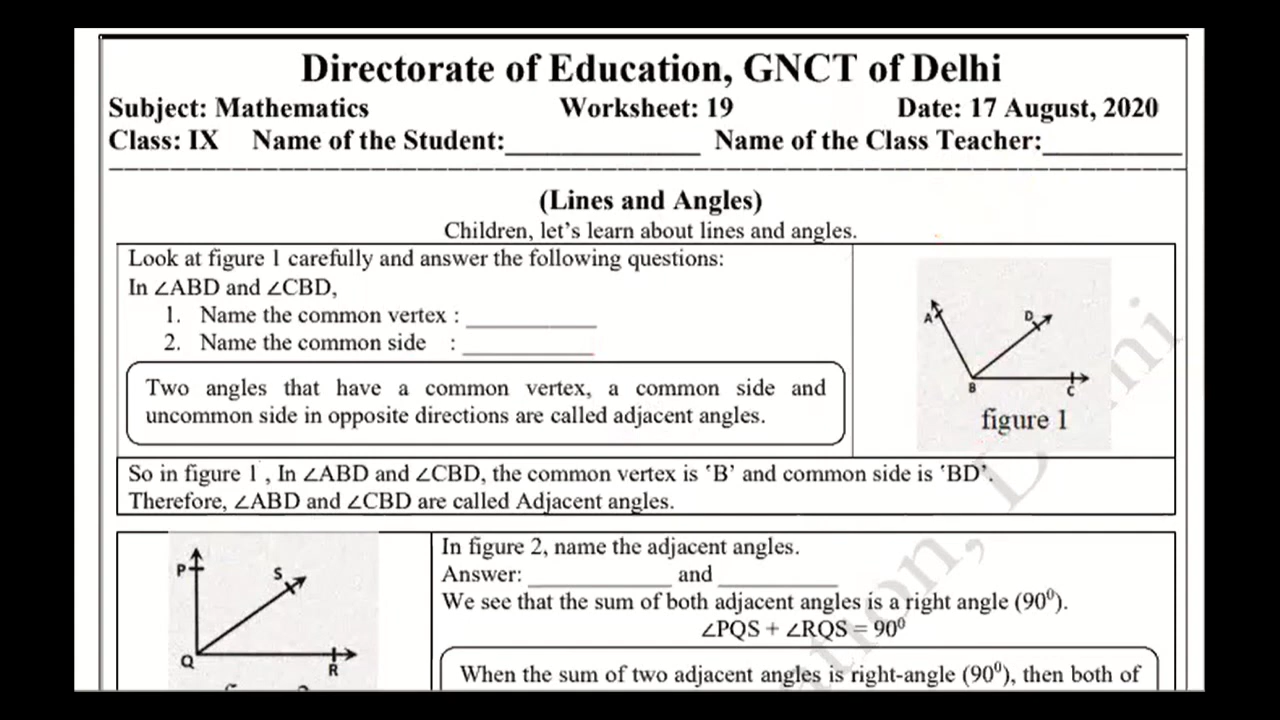 Directorate of Education, GNCT of Delhi
Subject: Mathematics Worksheet: 19 Date: 17 August, 2020
Class: IX Name of the Student:______________ Name of the Class Teacher:__________
(Lines and Angles)
Children, let's learn about lines and angles.
Look at figure 1 carefully and answer the following questions:
In ∠ABD and ∠CBD,
1. Name the common vertex : ___________
2. Name the common side : ___________
Two angles that have a common vertex, a common side and
uncommon side in opposite directions are called adjacent angles.
A
D
B
C
figure 1
So in figure 1 , In ∠ABD and ∠CBD, the common vertex is 'B' and common side is 'BD'.
Therefore, ∠ABD and ∠CBD are called Adjacent angles.
P
S
Q
R
In figure 2, name the adjacent angles.
Answer: ____________ and __________
We see that the sum of both adjacent angles is a right angle (90⁰).
∠PQS + ∠RQS = 90⁰
When the sum of two adjacent angles is right-angle (90⁰), then both of